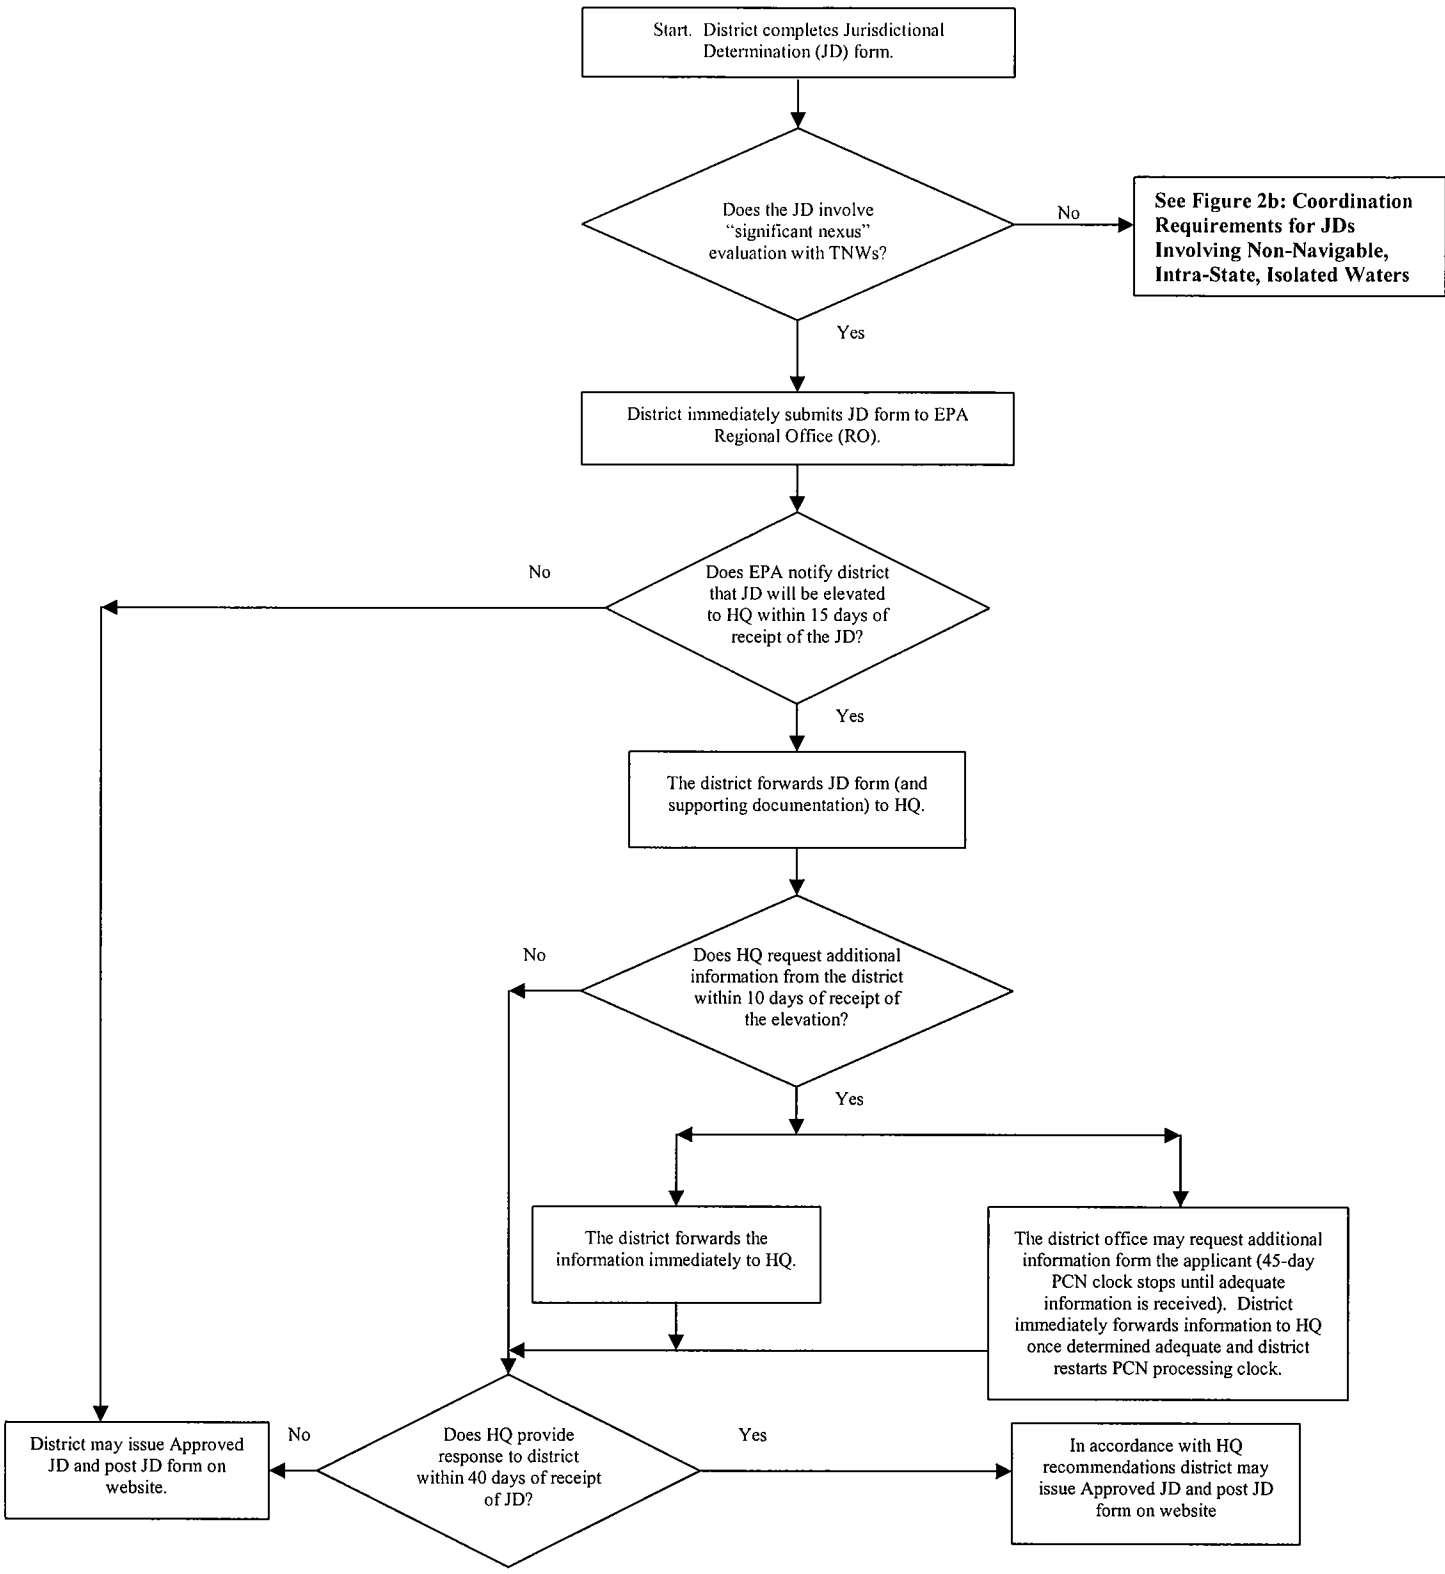 Start. District completes Jurisdictional
Determination (JD) form.
Does the JD involve
“significant nexus”
evaluation with TNWs?
No
See Figure 2b: Coordination
Requirements for JDs
Involving Non-Navigable,
Intra-State, Isolated Waters
Yes
District immediately submits JD form to EPA
Regional Office (RO).
No
Does EPA notify district
that JD will be elevated
to HQ within 15 days of
receipt of the JD?
Yes
The district forwards JD form (and
supporting documentation) to HQ.
No
Does HQ request additional
information from the district
within 10 days of receipt of
the elevation?
Yes
The district forwards the
information immediately to HQ.
The district office may request additional
information form the applicant (45-day
PCN clock stops until adequate
information is received). District
immediately forwards information to HQ
once determined adequate and district
restarts PCN processing clock.
District may issue Approved
JD and post JD form on
website.
No
Does HQ provide
response to district
within 40 days of receipt
of JD?
Yes
In accordance with HQ
recommendations district may
issue Approved JD and post JD
form on website